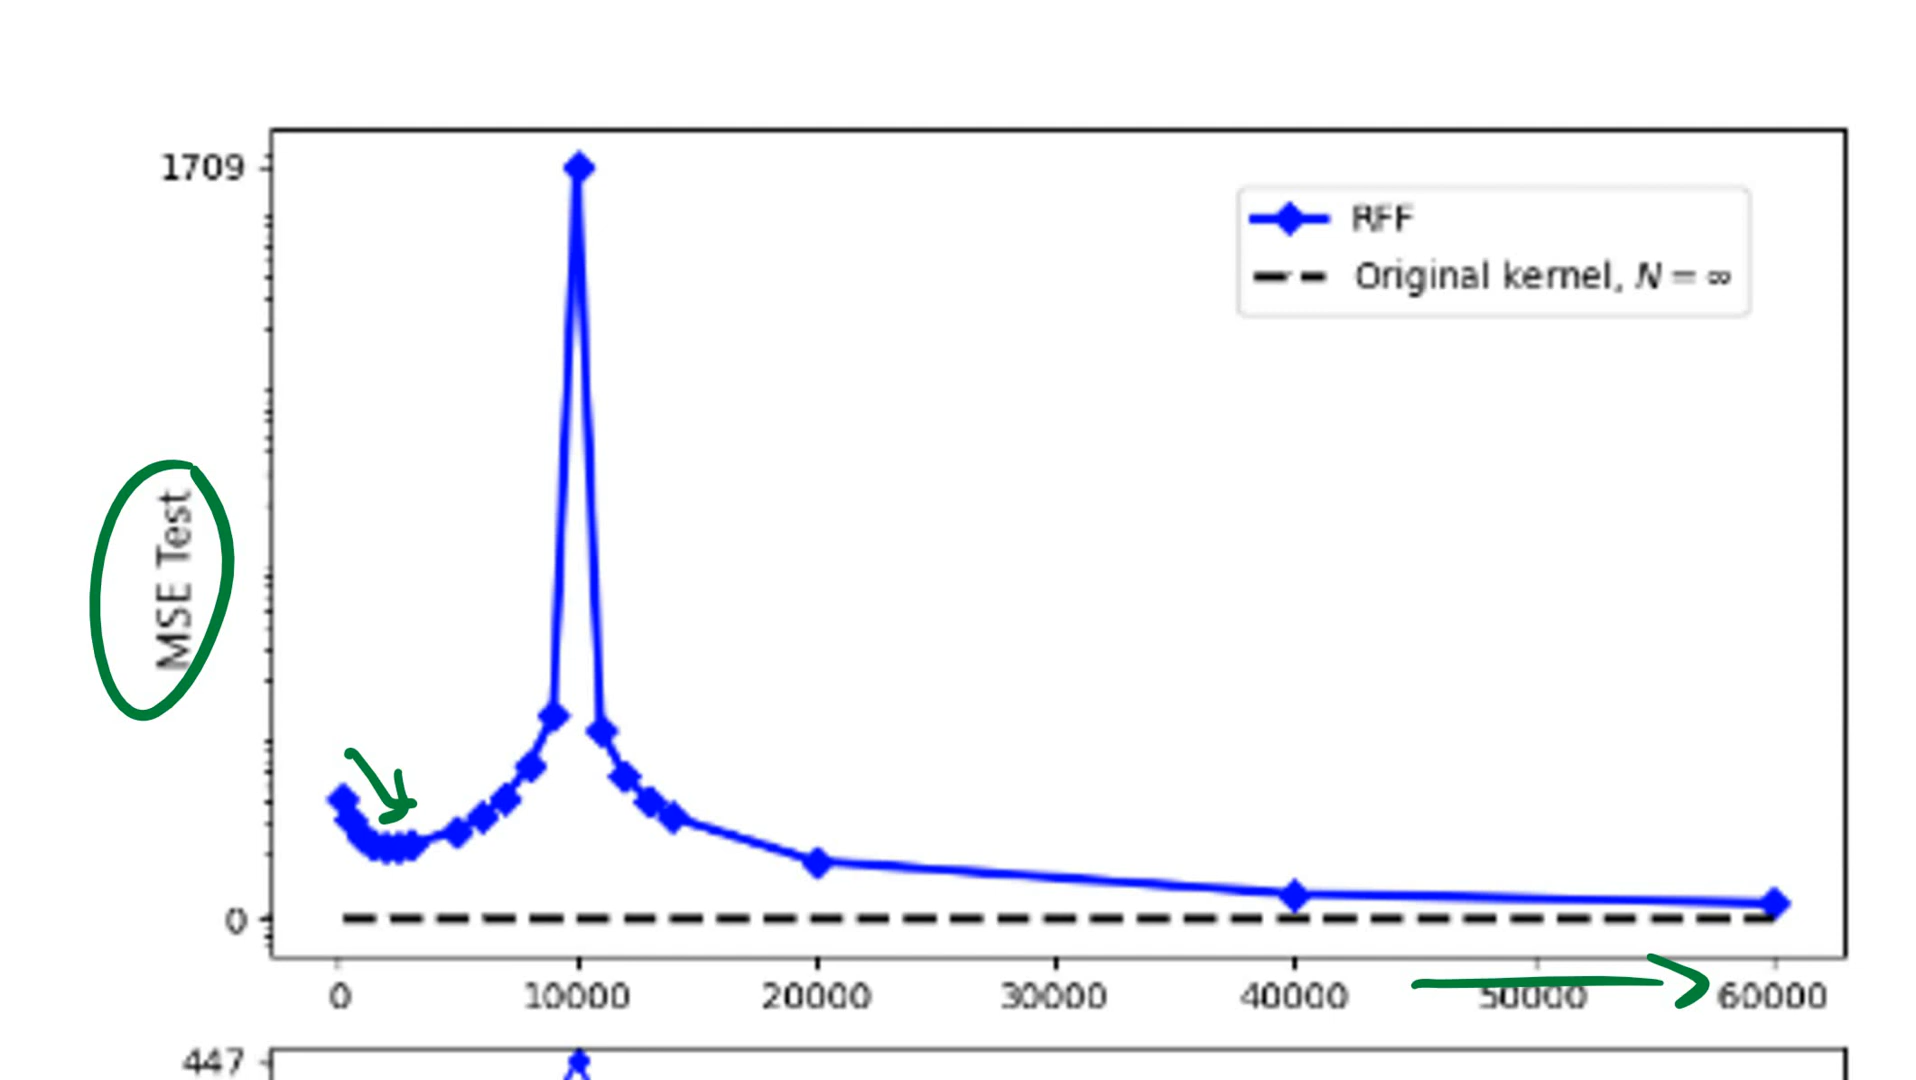 1709
RFF
Original kernel, N = ∞
MSE Test
0
0 10000 20000 30000 40000 50000 60000
447